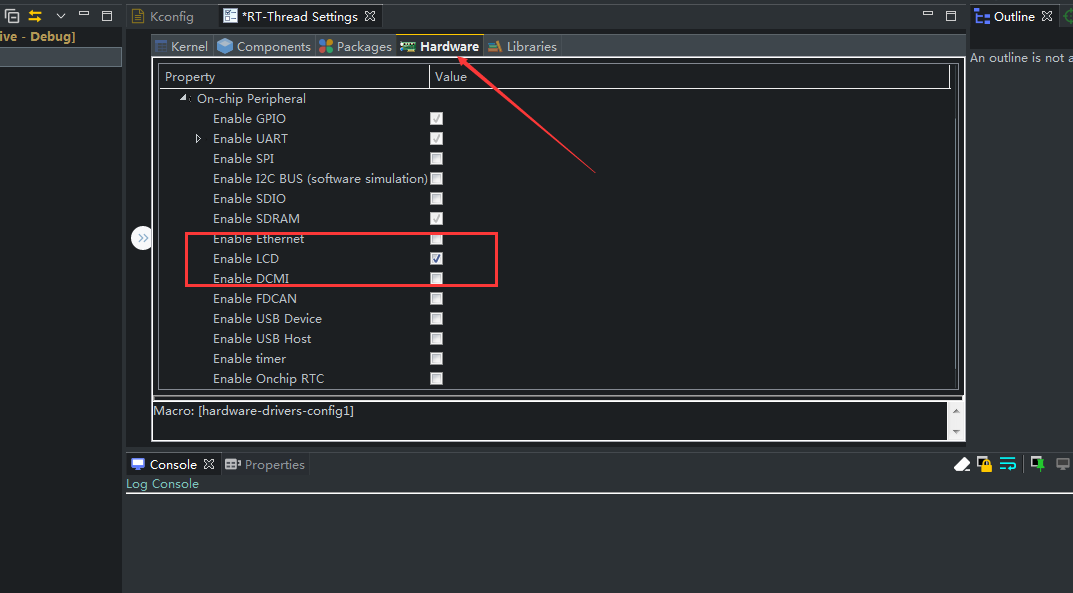 Kconfig
*RT-Thread Settings
Outline
ive - Debug]
Kernel
Components
Packages
Hardware
Libraries
An outline is not a
Property
Value
On-chip Peripheral
Enable GPIO
Enable UART
Enable SPI
Enable I2C BUS (software simulation)
Enable SDIO
Enable SDRAM
Enable Ethernet
Enable LCD
Enable DCMI
Enable FDCAN
Enable USB Device
Enable USB Host
Enable timer
Enable Onchip RTC
Macro: [hardware-drivers-config1]
Console
Properties
Log Console